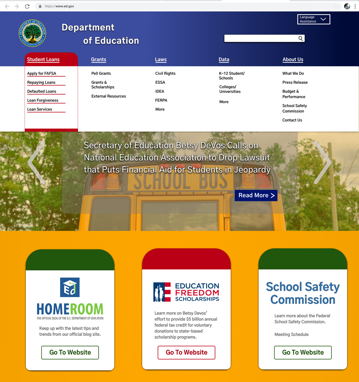 https://www.ed.gov
Language
Assistance
Department
of Education
Student Loans
Grants
Laws
Data
About Us
Apply for FAFSA
Repaying Loans
Defaulted Loans
Loan Forgiveness
Loan Services
Pell Grants
Grants &
Scholarships
External Resources
Civil Rights
ESSA
IDEA
FERPA
More
K-12 Student/
Schools
Colleges/
Universities
More
What We Do
Press Release
Budget &
Performance
School Safety
Commission
Contact Us
Secretary of Education Betsy DeVos Calls on
National Education Association to Drop Lawsuit
that Puts Financial Aid for Students in Jeopardy
SCHOOL BUS
Read More >
Ed
HOMEROOM
THE OFFICIAL BLOG OF THE U.S. DEPARTMENT OF EDUCATION
Keep up with the latest tips and
trends from our official blog site.
Go To Website
EDUCATION
FREEDOM
SCHOLARSHIPS
Learn more on Betsy Devos'
effort to provide $5 billion annual
federal tax credit for voluntary
donations to state-based
scholarship programs.
Go To Website
School Safety
Commission
Learn more about the Federal
School Safety Commission.
Meeting Schedule
Go To Website